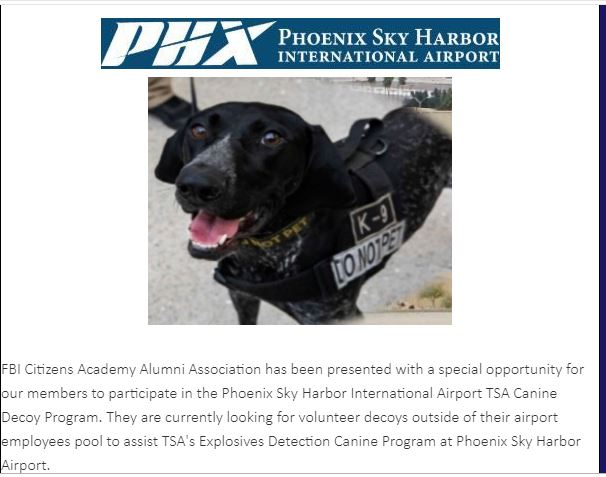 PHX
PHOENIX SKY HARBOR
INTERNATIONAL AIRPORT
NOT PET
K-9
DO NOT PET
FBI Citizens Academy Alumni Association has been presented with a special opportunity for
our members to participate in the Phoenix Sky Harbor International Airport TSA Canine
Decoy Program. They are currently looking for volunteer decoys outside of their airport
employees pool to assist TSA's Explosives Detection Canine Program at Phoenix Sky Harbor
Airport.